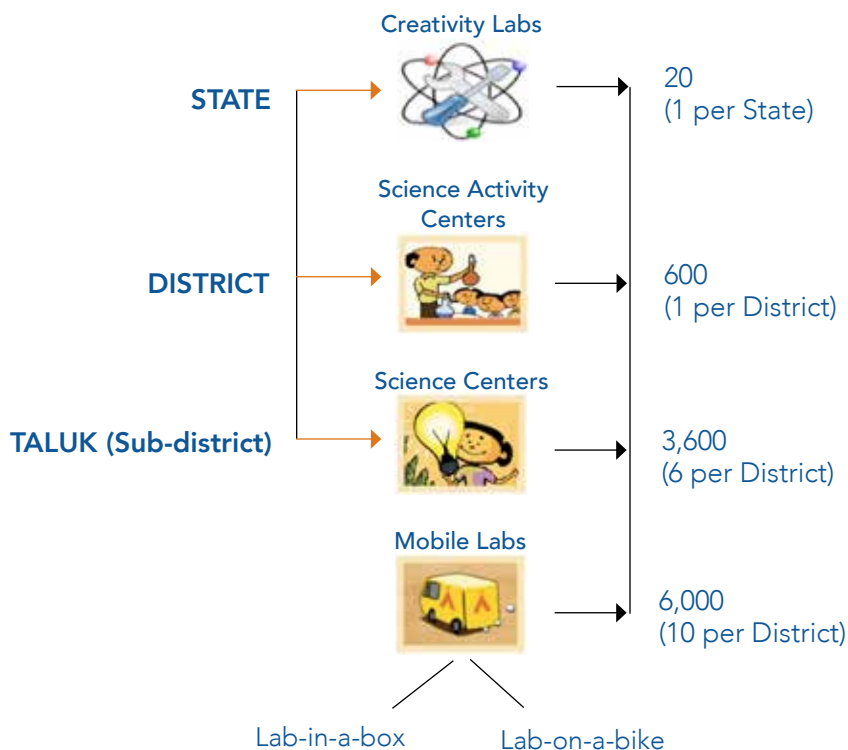 Creativity Labs
STATE
20
(1 per State)
Science Activity
Centers
DISTRICT
600
(1 per District)
Science Centers
TALUK (Sub-district)
3,600
(6 per District)
Mobile Labs
6,000
(10 per District)
Lab-in-a-box
Lab-on-a-bike